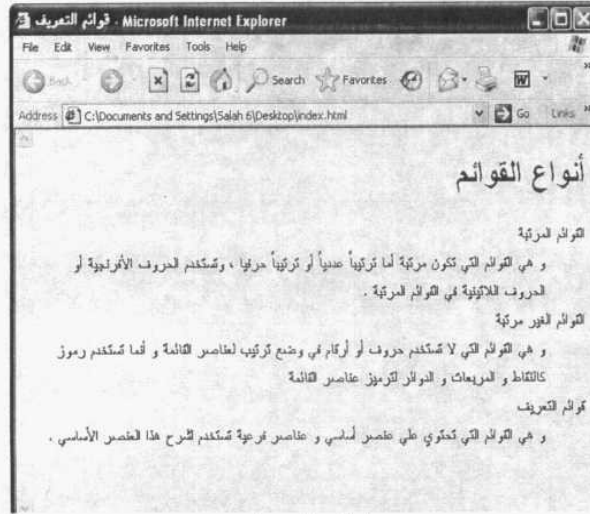 قوائم التعريف - Microsoft Internet Explorer
File Edit View Favorites Tools Help
Back Search Favorites
Address C:\Documents and Settings\Salah 6\Desktop\index.html Go Links
أنواع القوائم
القوائم المرتبة
و هي القوائم التي تكون مرتبة أما ترتيباً عددياً أو ترتيباً حرفيا ، وتستخدم الحروف الأفرنجية أو
الحروف اللاتينية في القوائم المرتبة .
القوائم الغير مرتبة
و هي القوائم التي لا تستخدم حروف أو أرقام في وضع ترتيب لعناصر القائمة و أنما تستخدم رموز
كالنقاط و المربعات و الدوائر لترميز عناصر القائمة
قوائم التعريف
و هي القوائم التي تحتوي علي عنصر أساسي و عناصر فرعية تستخدم لشرح هذا العنصر الأساسي .